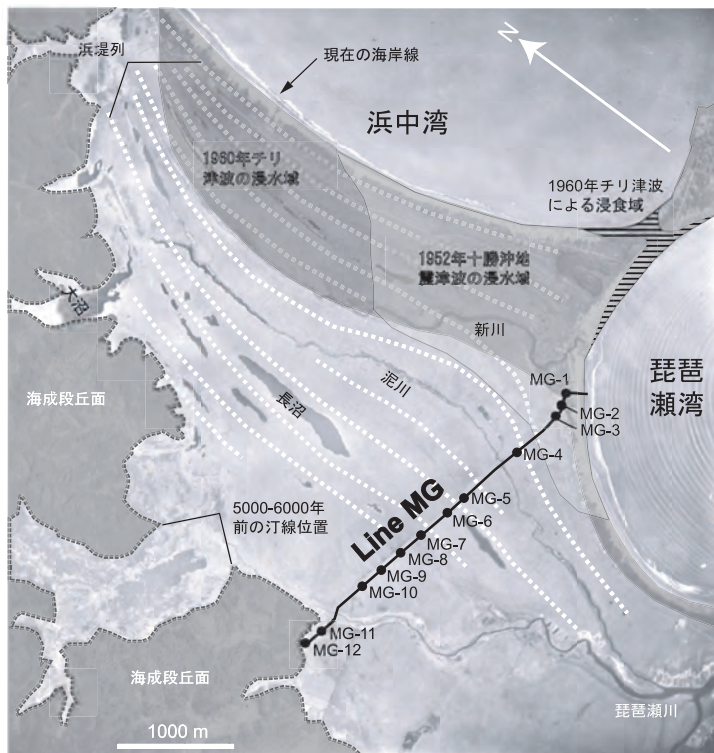 浜堤列
現在の海岸線
N
浜中湾
1960年チリ
津波の浸水域
1960年チリ津波
による浸食域
1952年十勝沖地
震津波の浸水域
大沼
新川
琵琶
瀬湾
海成段丘面
泥川
長沼
MG-1
MG-2
MG-3
MG-4
Line MG
MG-5
MG-6
5000-6000年
前の汀線位置
MG-7
MG-8
MG-9
MG-10
MG-11
MG-12
海成段丘面
琵琶瀬川
1000 m